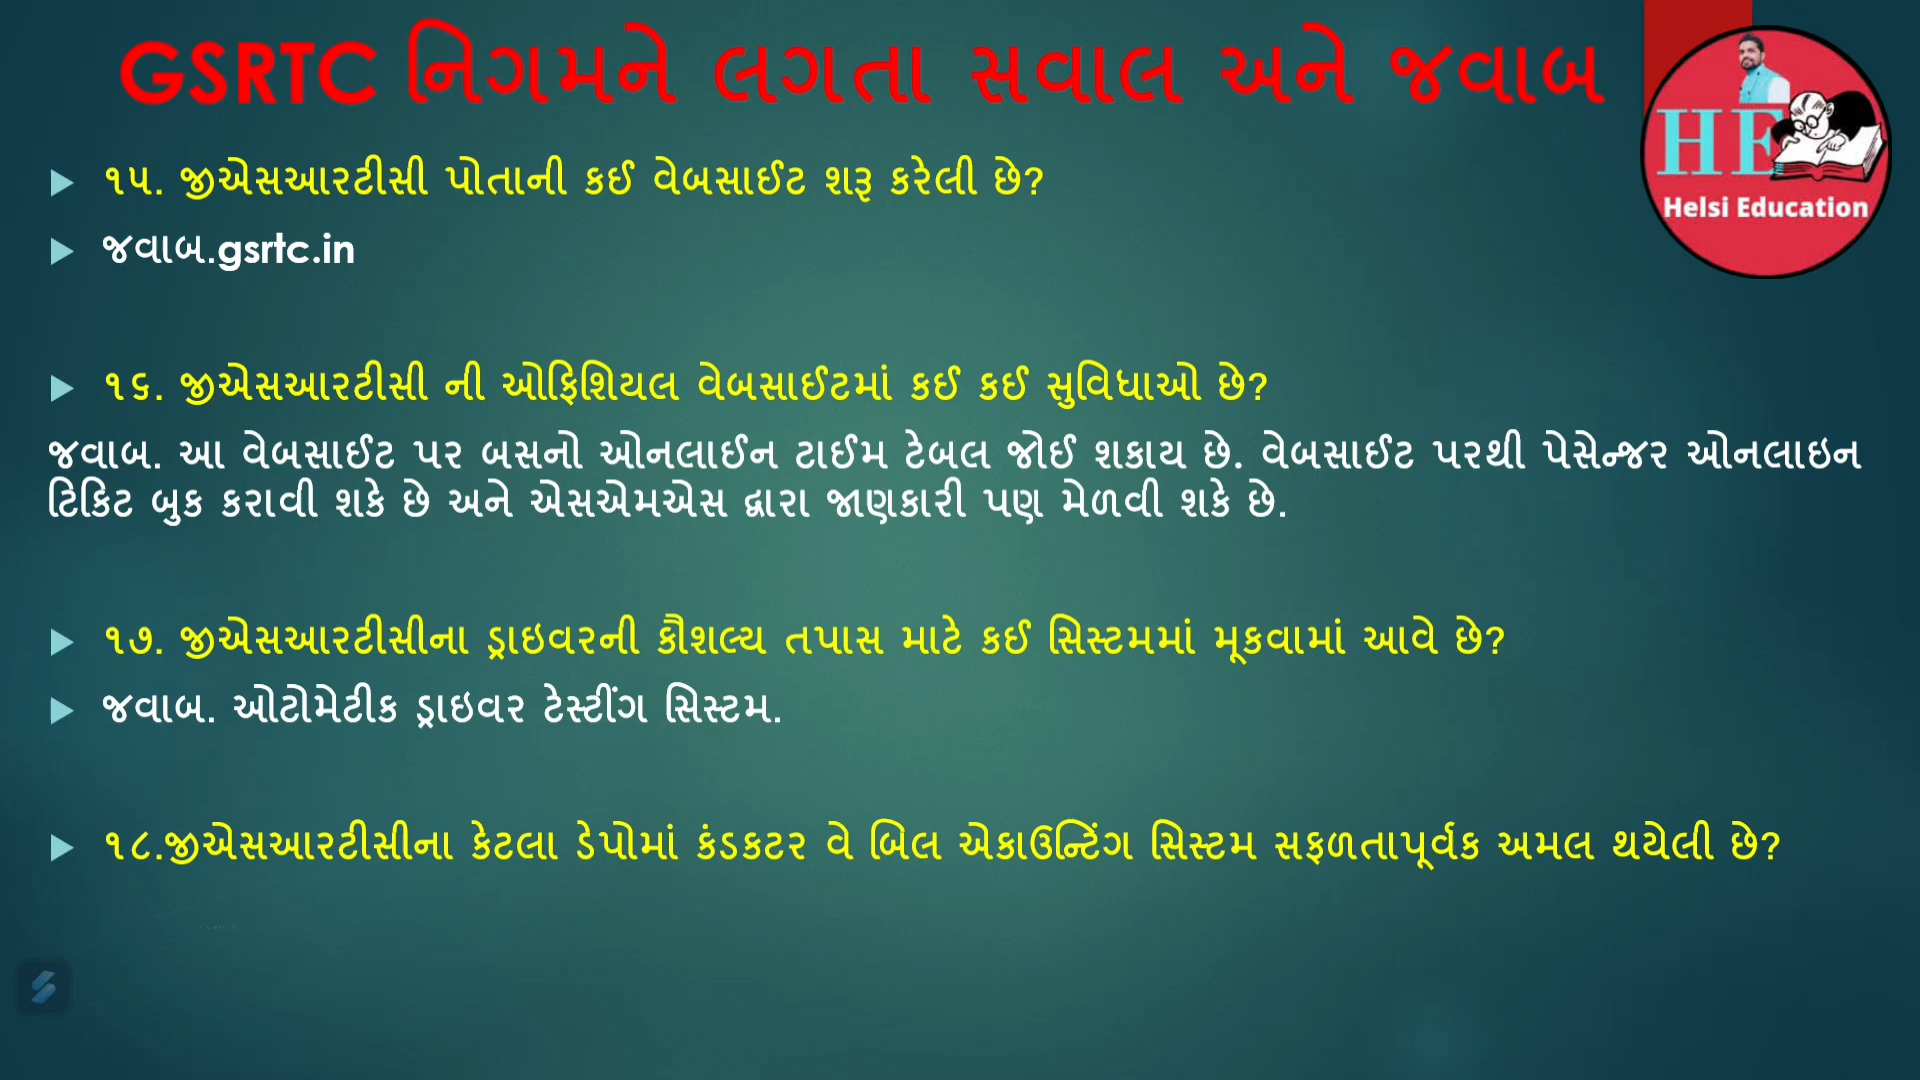 GSRTC નિગમને લગતા સવાલ અને જવાબ
HE
Helsi Education
૧૫. જીએસઆરટીસી પોતાની કઈ વેબસાઈટ શરૂ કરેલી છે?
જવાબ.gsrtc.in
૧૬. જીએસઆરટીસી ની ઓફિશિયલ વેબસાઈટમાં કઈ કઈ સુવિધાઓ છે?
જવાબ. આ વેબસાઈટ પર બસનો ઓનલાઈન ટાઈમ ટેબલ જોઈ શકાય છે. વેબસાઈટ પરથી પેસેન્જર ઓનલાઇન
ટિકિટ બુક કરાવી શકે છે અને એસએમએસ દ્વારા જાણકારી પણ મેળવી શકે છે.
૧૭. જીએસઆરટીસીના ડ્રાઇવરની કૌશલ્ય તપાસ માટે કઈ સિસ્ટમમાં મૂકવામાં આવે છે?
જવાબ. ઓટોમેટીક ડ્રાઇવર ટેસ્ટીંગ સિસ્ટમ.
૧૮.જીએસઆરટીસીના કેટલા ડેપોમાં કંડકટર વે બિલ એકાઉન્ટિંગ સિસ્ટમ સફળતાપૂર્વક અમલ થયેલી છે?